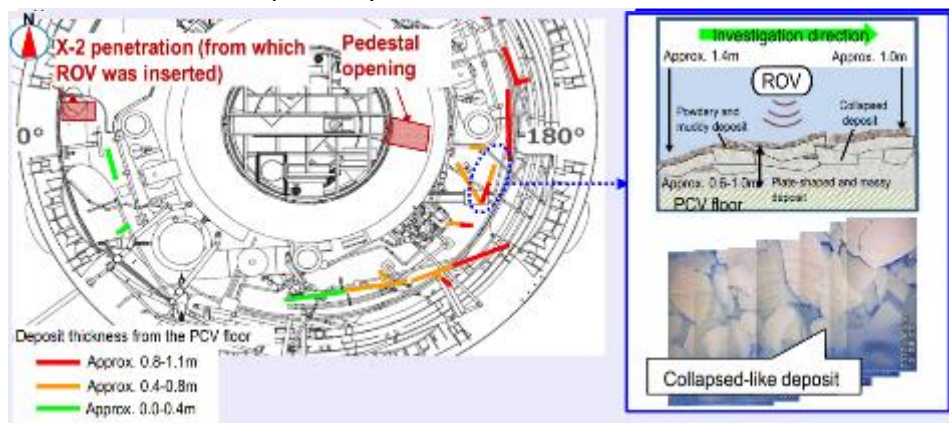 N
X-2 penetration (from which
ROV was inserted)
Pedestal
opening
0°
180°
Deposit thickness from the PCV floor
Approx. 0.8-1.1m
Approx. 0.4-0.8m
Approx. 0.0-0.4m
Investigation direction
Approx. 1.4m
Approx. 1.0m
ROV
Powdery and
muddy deposit
Collapsed
deposit
Approx. 0.6-1.0m
Plate-shaped and massy
deposit
PCV floor
Collapsed-like deposit